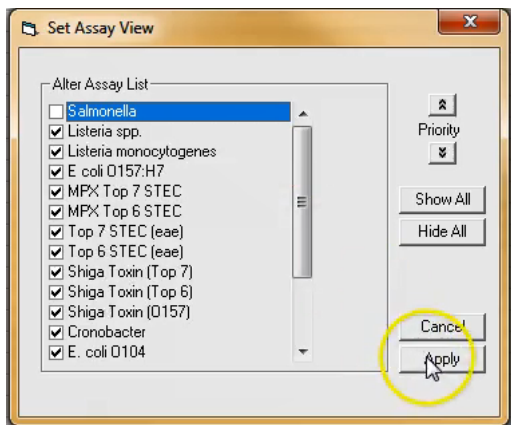 Set Assay View
Alter Assay List
Salmonella
Listeria spp.
Listeria monocytogenes
E coli O157:H7
MPX Top 7 STEC
MPX Top 6 STEC
Top 7 STEC (eae)
Top 6 STEC (eae)
Shiga Toxin (Top 7)
Shiga Toxin (Top 6)
Shiga Toxin (O157)
Cronobacter
E. coli O104
Priority
Show All
Hide All
Cancel
Apply